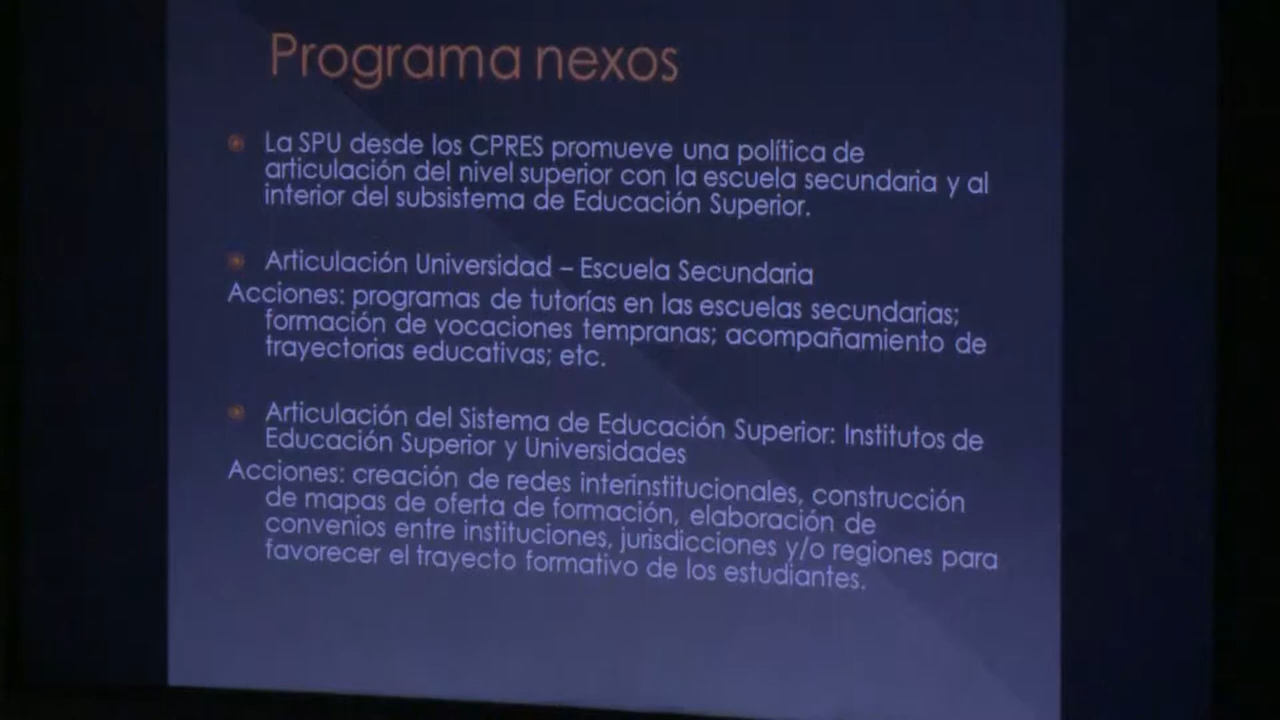 Programa nexos
La SPU desde los CPRES promueve una política de
articulación del nivel superior con la escuela secundaria y al
interior del subsistema de Educación Superior.
Articulación Universidad – Escuela Secundaria
Acciones: programas de tutorías en las escuelas secundarias;
formación de vocaciones tempranas; acompañamiento de
trayectorias educativas; etc.
Articulación del Sistema de Educación Superior: Institutos de
Educación Superior y Universidades
Acciones: creación de redes interinstitucionales, construcción
de mapas de oferta de formación, elaboración de
convenios entre instituciones, jurisdicciones y/o regiones para
favorecer el trayecto formativo de los estudiantes.